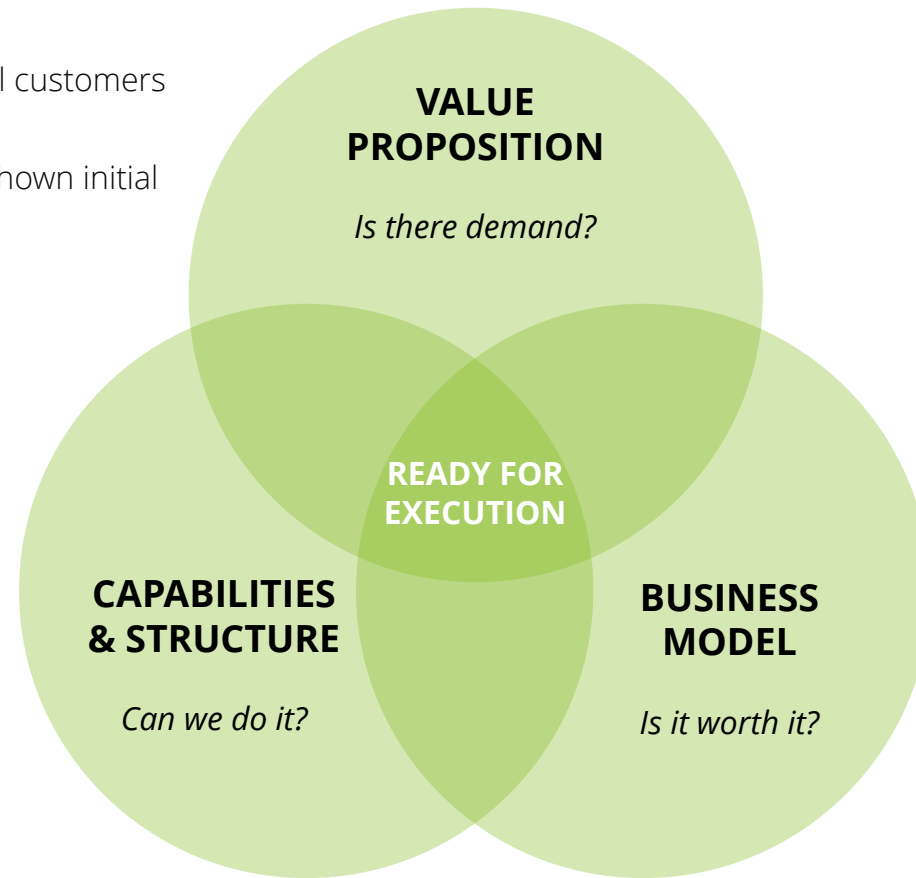 l customers
hown initial
VALUE
PROPOSITION
Is there demand?
READY FOR
EXECUTION
CAPABILITIES
& STRUCTURE
Can we do it?
BUSINESS
MODEL
Is it worth it?